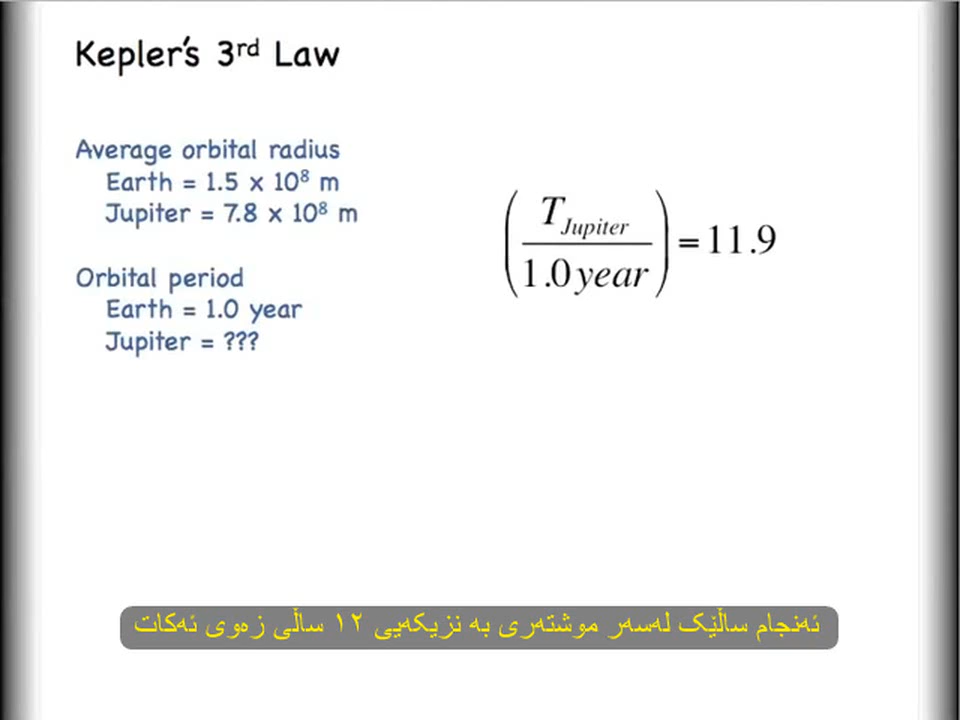 Kepler's 3rd Law
Average orbital radius
Earth = 1.5 x 10⁸ m
Jupiter = 7.8 x 10⁸ m
Orbital period
Earth = 1.0 year
Jupiter = ???
(T_Jupiter / 1.0 year) = 11.9
ئەنجام ساڵێک لەسەر موشتەری بە نزیکەیی ١٢ ساڵی زەوی ئەکات